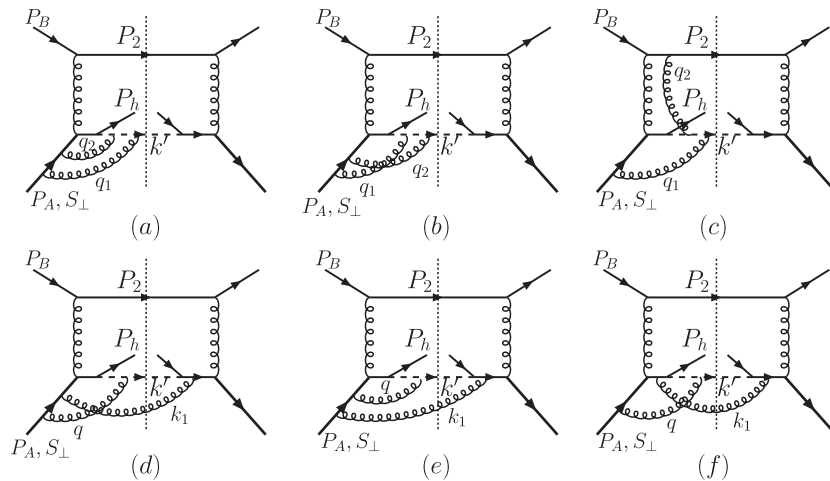 P_B P_2 P_h q_2 k′ q_1 P_A, S_⊥ (a)
P_B P_2 P_h k′ q_1 q_2 P_A, S_⊥ (b)
P_B P_2 q_2 P_h k′ q_1 P_A, S_⊥ (c)
P_B P_2 P_h k′ k_1 q P_A, S_⊥ (d)
P_B P_2 P_h q k′ k_1 P_A, S_⊥ (e)
P_B P_2 P_h k′ q k_1 P_A, S_⊥ (f)